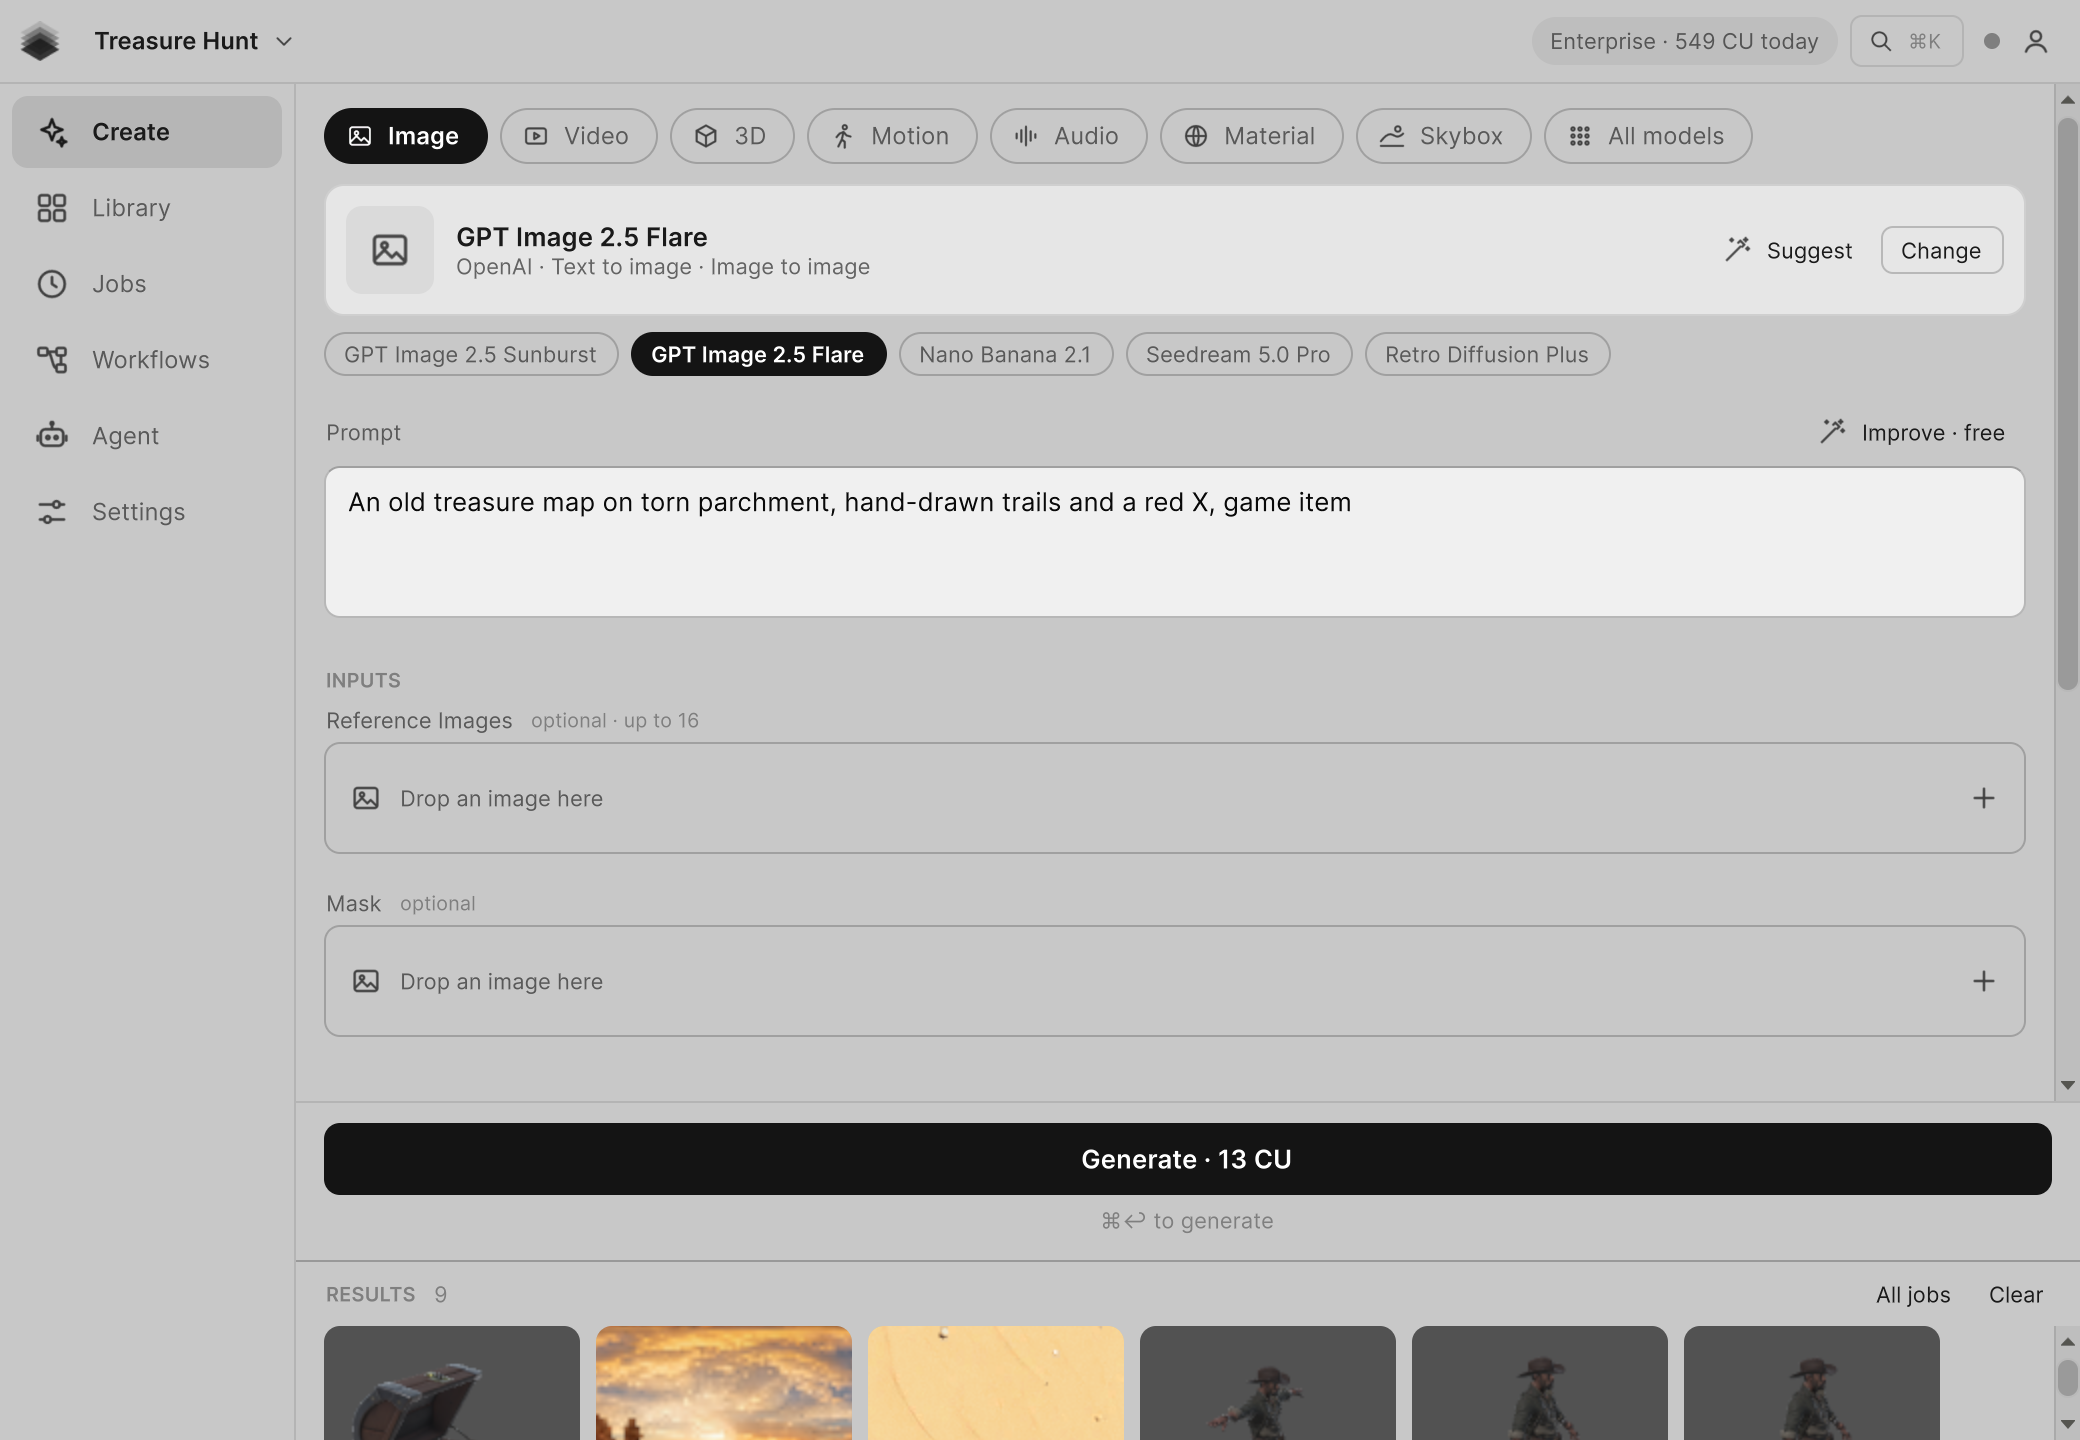 Treasure Hunt
Enterprise · 549 CU today
⌘K
Create
Library
Jobs
Workflows
Agent
Settings
Image
Video
3D
Motion
Audio
Material
Skybox
All models
GPT Image 2.5 Flare
OpenAI · Text to image · Image to image
Suggest
Change
GPT Image 2.5 Sunburst
GPT Image 2.5 Flare
Nano Banana 2.1
Seedream 5.0 Pro
Retro Diffusion Plus
Prompt
Improve · free
An old treasure map on torn parchment, hand-drawn trails and a red X, game item
INPUTS
Reference Images optional · up to 16
Drop an image here
Mask optional
Drop an image here
Generate · 13 CU
⌘↩ to generate
RESULTS 9
All jobs
Clear